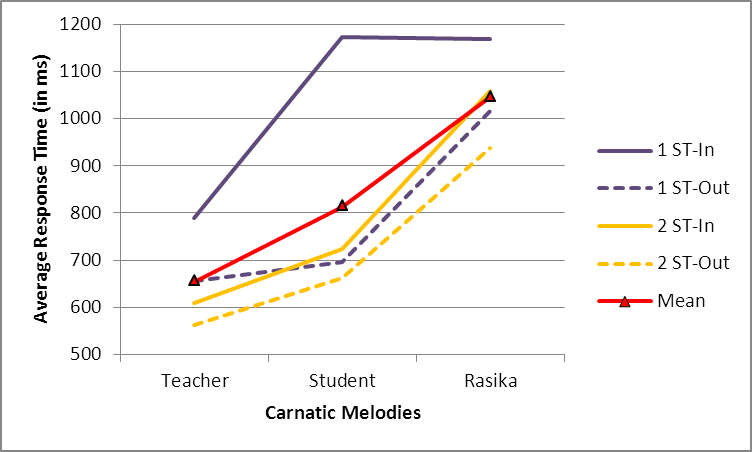 Average Response Time (in ms)
1200
1100
1000
900
800
700
600
500
Teacher Student Rasika
Carnatic Melodies
1 ST-In
1 ST-Out
2 ST-In
2 ST-Out
Mean